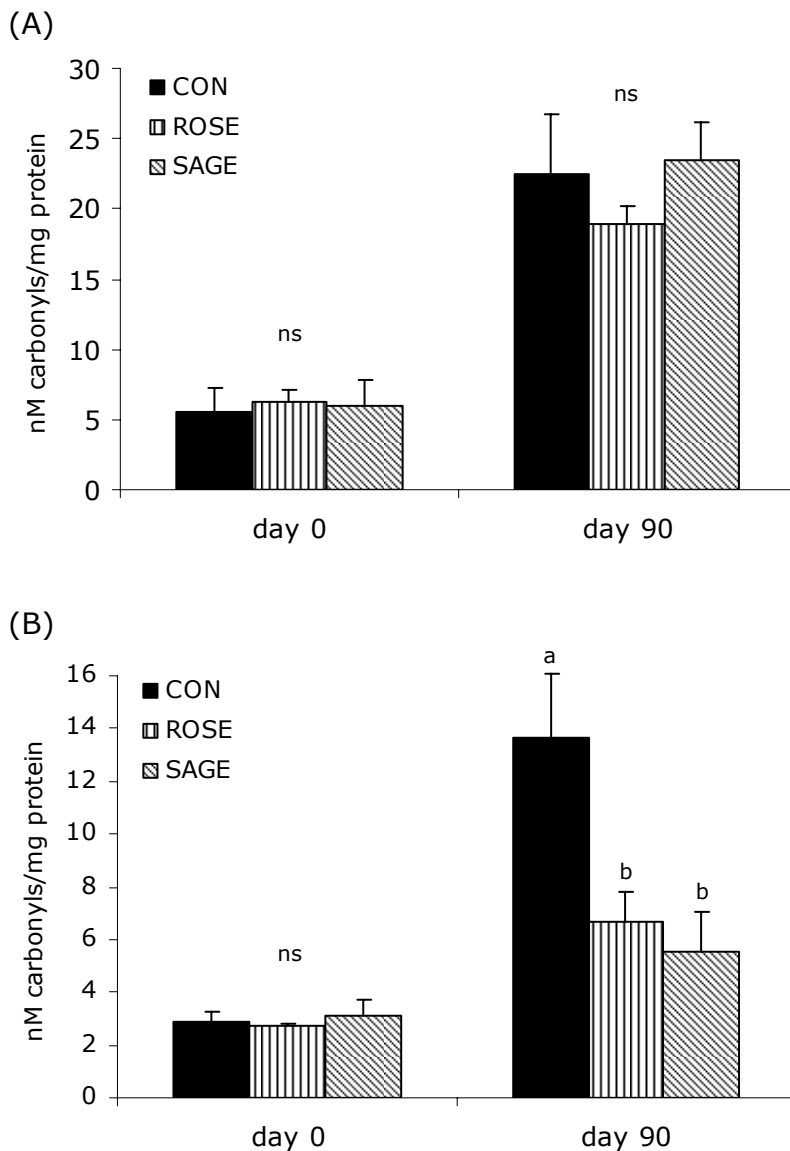 (A)
nM carbonyls/mg protein
30
25
20
15
10
5
0
CON
ROSE
SAGE
ns
ns
day 0 day 90
(B)
nM carbonyls/mg protein
16
14
12
10
8
6
4
2
0
CON
ROSE
SAGE
ns
a
b
b
day 0 day 90